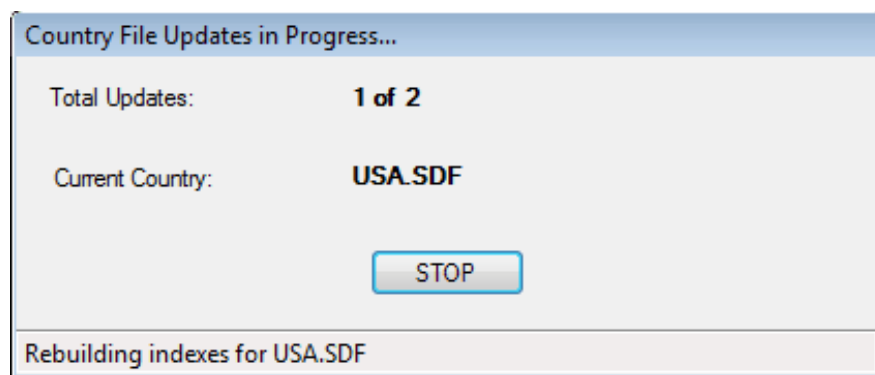 Country File Updates in Progress...
Total Updates: 1 of 2
Current Country: USA.SDF
STOP
Rebuilding indexes for USA.SDF